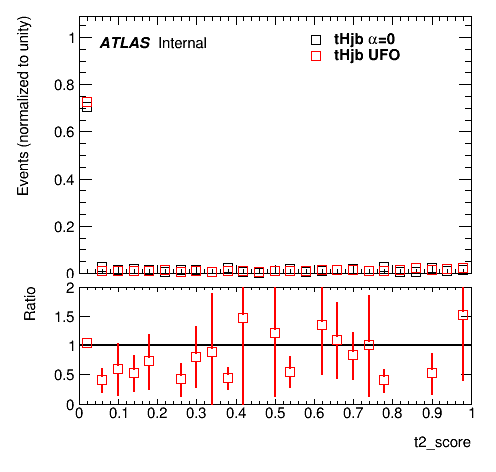 Events (normalized to unity)
1
0.8
0.6
0.4
0.2
0
ATLAS Internal
tHjb α=0
tHjb UFO
Ratio
2
1.5
1
0.5
0
0 0.1 0.2 0.3 0.4 0.5 0.6 0.7 0.8 0.9 1
t2_score